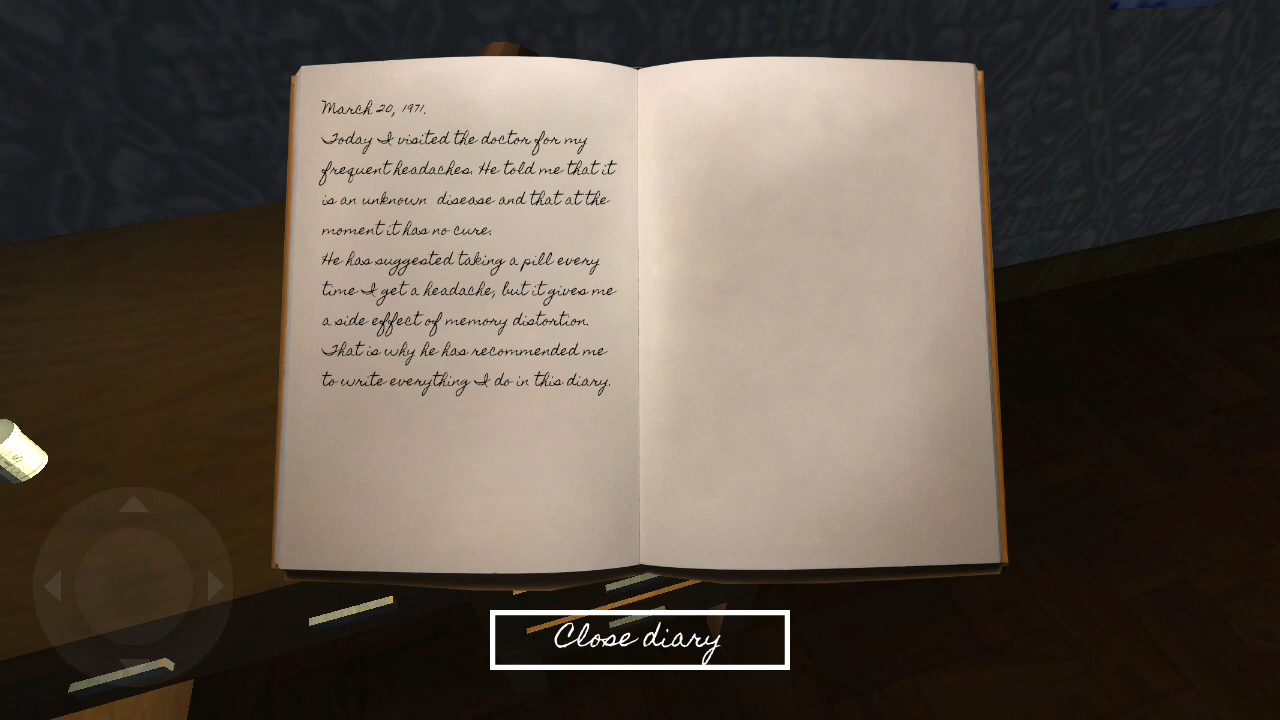 March 20, 1971.
Today I visited the doctor for my
frequent headaches. He told me that it
is an unknown disease and that at the
moment it has no cure.
He has suggested taking a pill every
time I get a headache, but it gives me
a side effect of memory distortion.
That is why he has recommended me
to write everything I do in this diary.
Close diary